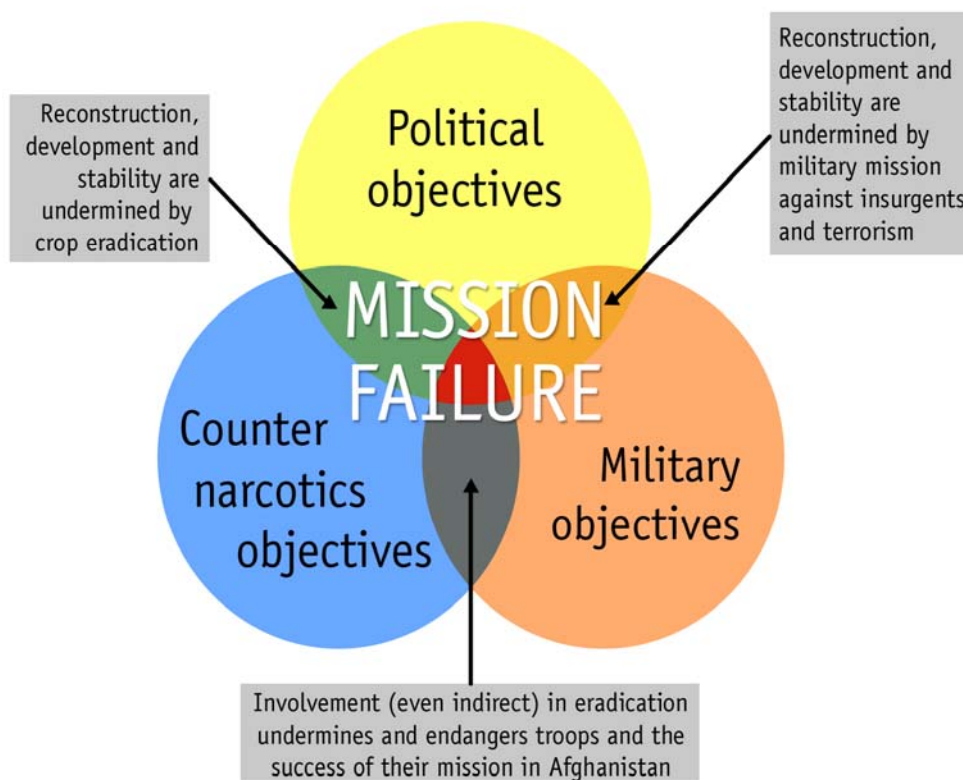 Reconstruction,
development and
stability are
undermined by
crop eradication
Political
objectives
Reconstruction,
development and
stability are
undermined by
military mission
against insurgents
and terrorism
MISSION
FAILURE
Counter
narcotics
objectives
Military
objectives
Involvement (even indirect) in eradication
undermines and endangers troops and the
success of their mission in Afghanistan